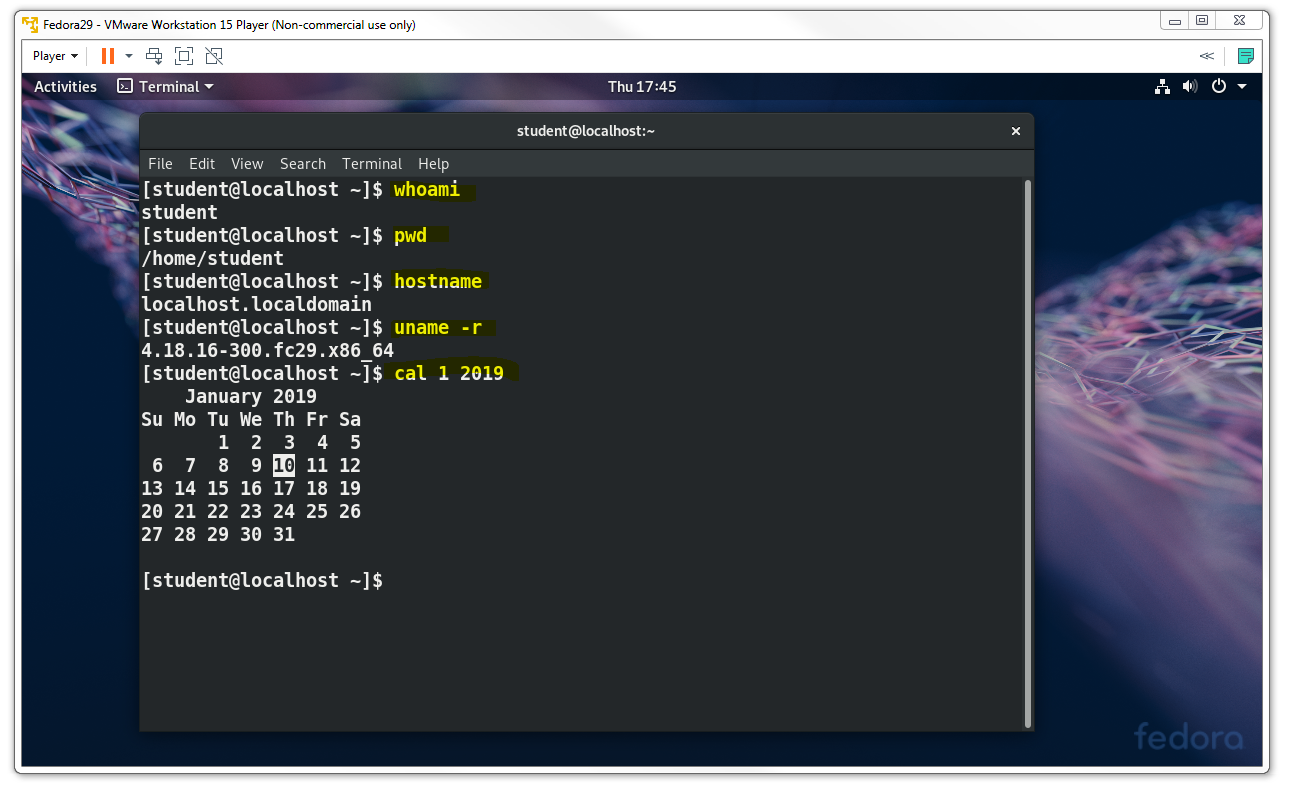 Fedora29 - VMware Workstation 15 Player (Non-commercial use only)
Player
Activities Terminal Thu 17:45
student@localhost:~
File Edit View Search Terminal Help
[student@localhost ~]$ whoami
student
[student@localhost ~]$ pwd
/home/student
[student@localhost ~]$ hostname
localhost.localdomain
[student@localhost ~]$ uname -r
4.18.16-300.fc29.x86_64
[student@localhost ~]$ cal 1 2019
    January 2019
Su Mo Tu We Th Fr Sa
       1  2  3  4  5
 6  7  8  9 10 11 12
13 14 15 16 17 18 19
20 21 22 23 24 25 26
27 28 29 30 31
[student@localhost ~]$
fedora